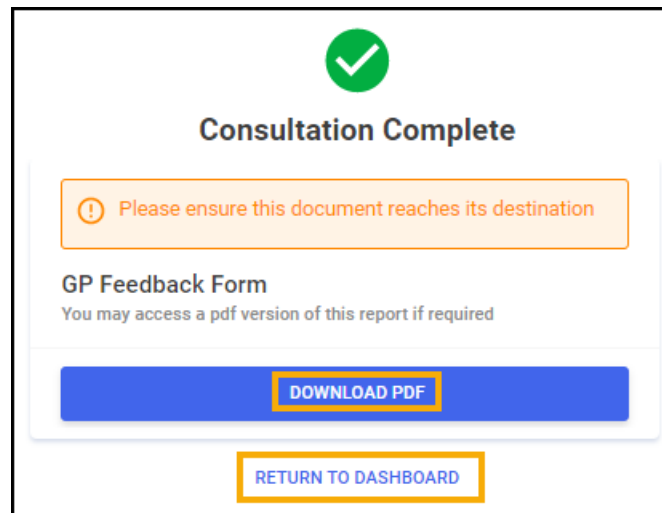 Consultation Complete
Please ensure this document reaches its destination
GP Feedback Form
You may access a pdf version of this report if required
DOWNLOAD PDF
RETURN TO DASHBOARD